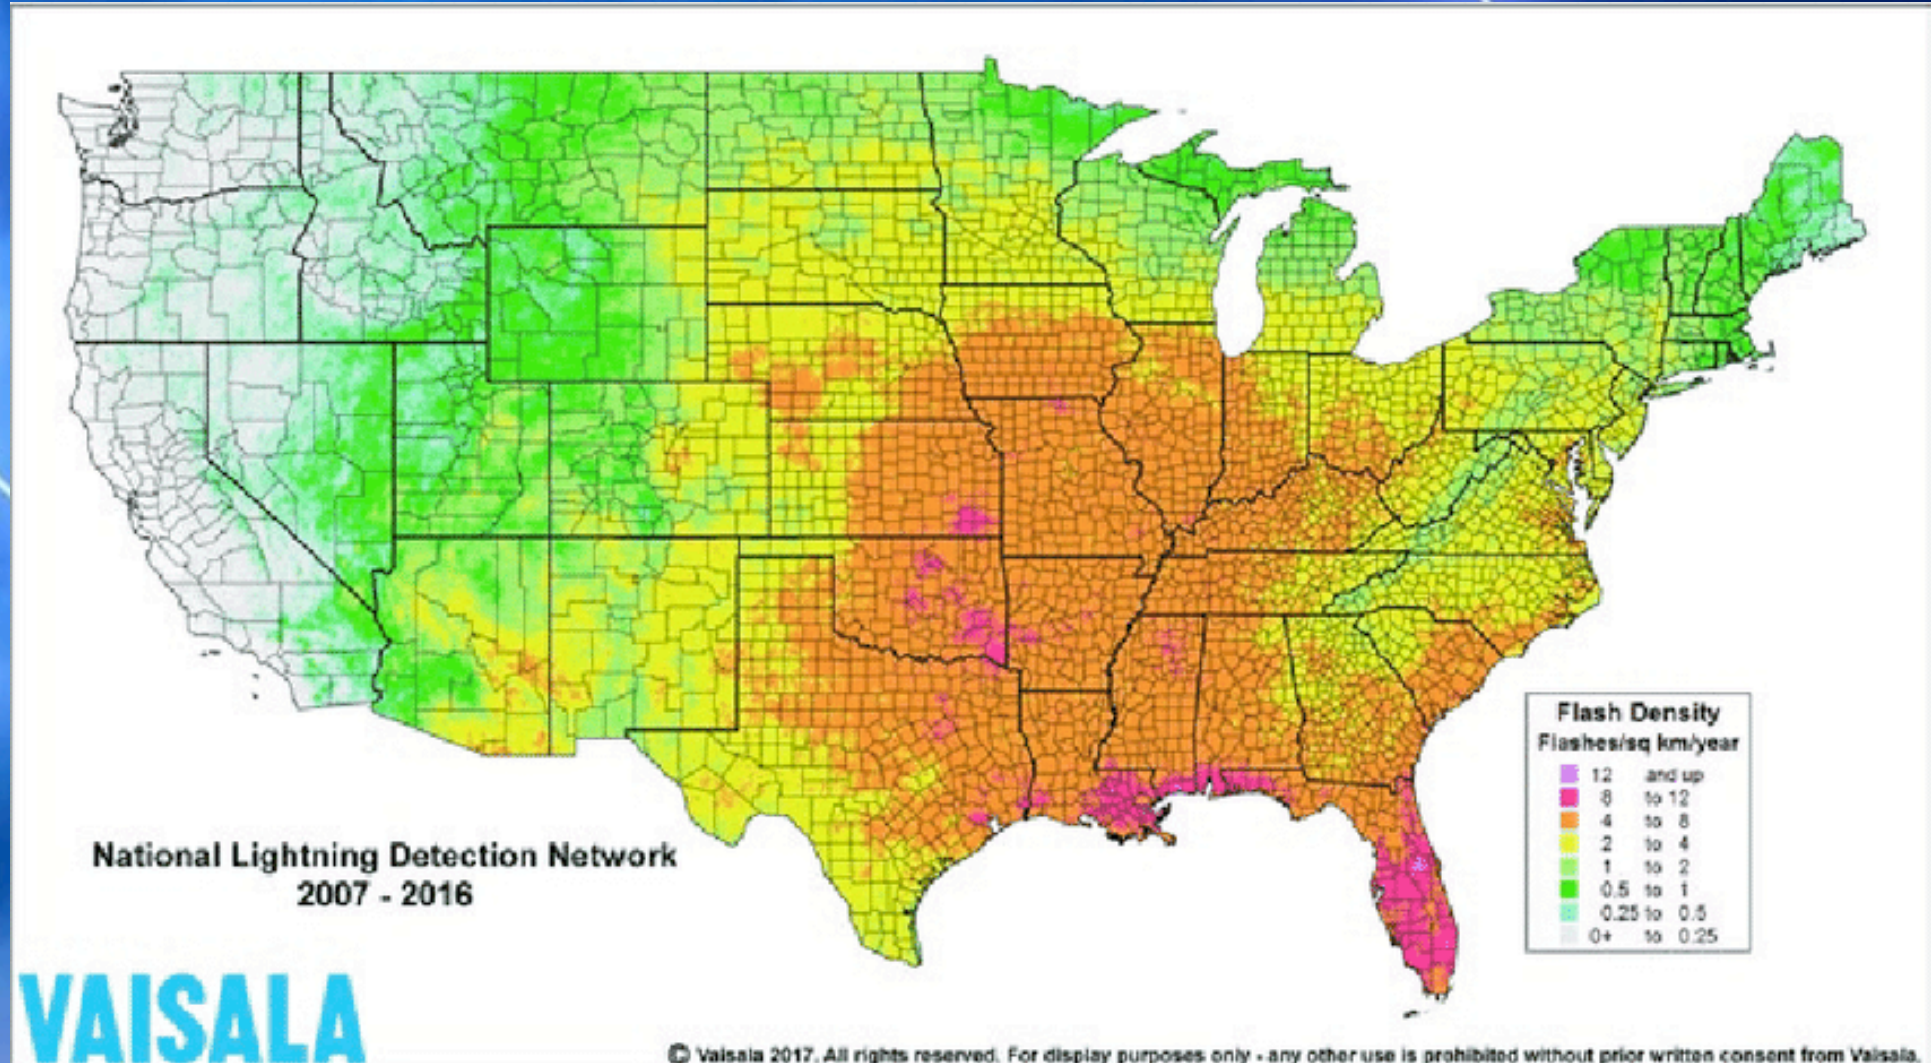 Flash Density
Flashes/sq km/year
12 and up
8 to 12
4 to 8
2 to 4
1 to 2
0.5 to 1
0.25 to 0.5
0+ to 0.25
National Lightning Detection Network
2007 - 2016
VAISALA
© Vaisala 2017. All rights reserved. For display purposes only - any other use is prohibited without prior written consent from Vaisala.